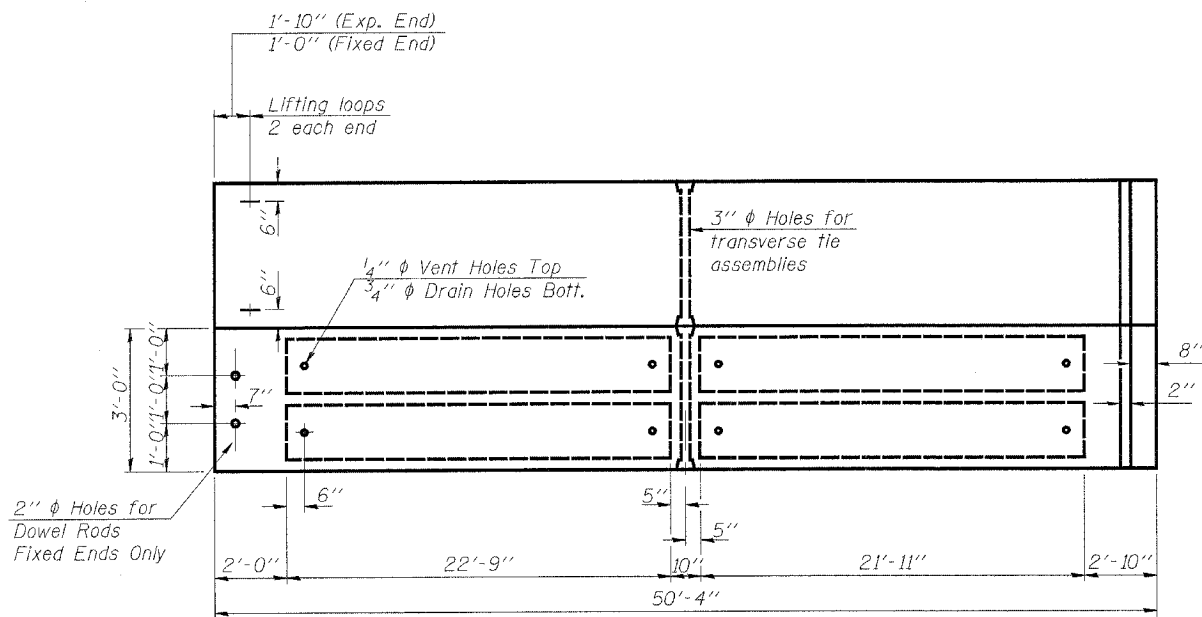 1'-10" (Exp. End)
1'-0" (Fixed End)
Lifting loops
2 each end
6"
6"
3" ϕ Holes for
transverse tie
assemblies
1/4" ϕ Vent Holes Top
3/4" ϕ Drain Holes Bott.
3'-0"
1'-0"
1'-0"
1'-0"
7"
8"
2"
2" ϕ Holes for
Dowel Rods
Fixed Ends Only
6"
5"
5"
2'-0"
22'-9"
10"
21'-11"
2'-10"
50'-4"